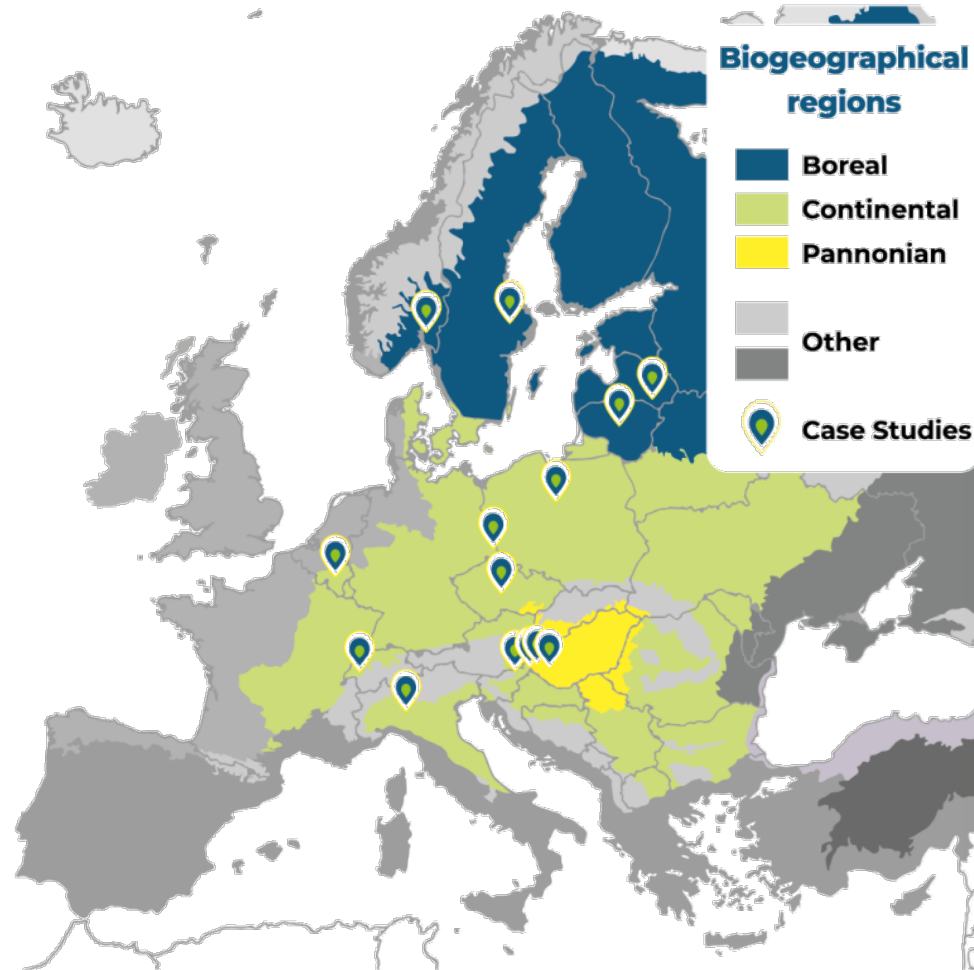 Biogeographical
regions
Boreal
Continental
Pannonian
Other
Case Studies